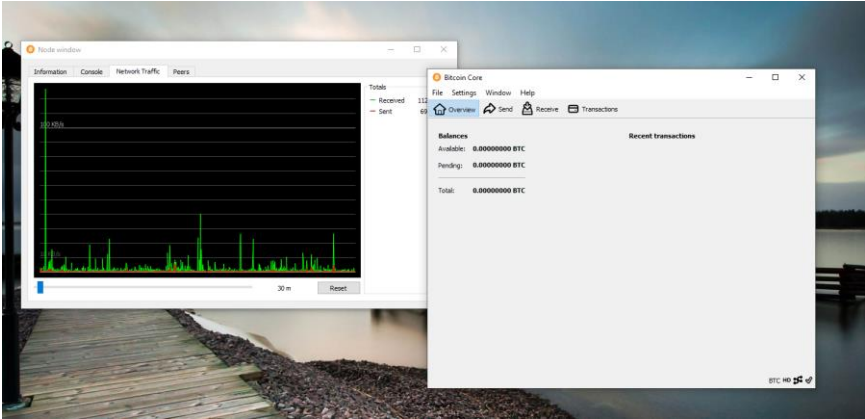 Node window
Information Console Network Traffic Peers
100 KB/s
Totals
Received 112
Sent 69
30 m Reset
Bitcoin Core
File Settings Window Help
Overview Send Receive Transactions
Balances
Available: 0.00000000 BTC
Pending: 0.00000000 BTC
Total: 0.00000000 BTC
Recent transactions
BTC HD